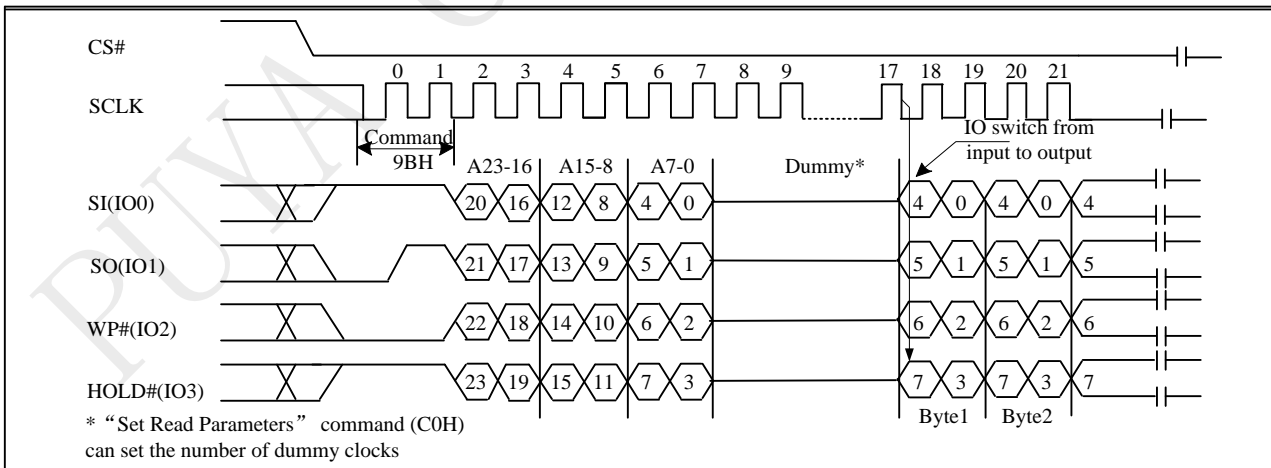 CS#
0 1 2 3 4 5 6 7 8 9 17 18 19 20 21
SCLK
Command
9BH
IO switch from
input to output
A23-16 A15-8 A7-0 Dummy*
SI(IO0) 20 16 12 8 4 0 4 0 4 0 4
SO(IO1) 21 17 13 9 5 1 5 1 5 1 5
WP#(IO2) 22 18 14 10 6 2 6 2 6 2 6
HOLD#(IO3) 23 19 15 11 7 3 7 3 7 3 7
Byte1 Byte2
* “Set Read Parameters” command (C0H)
can set the number of dummy clocks
PUYA